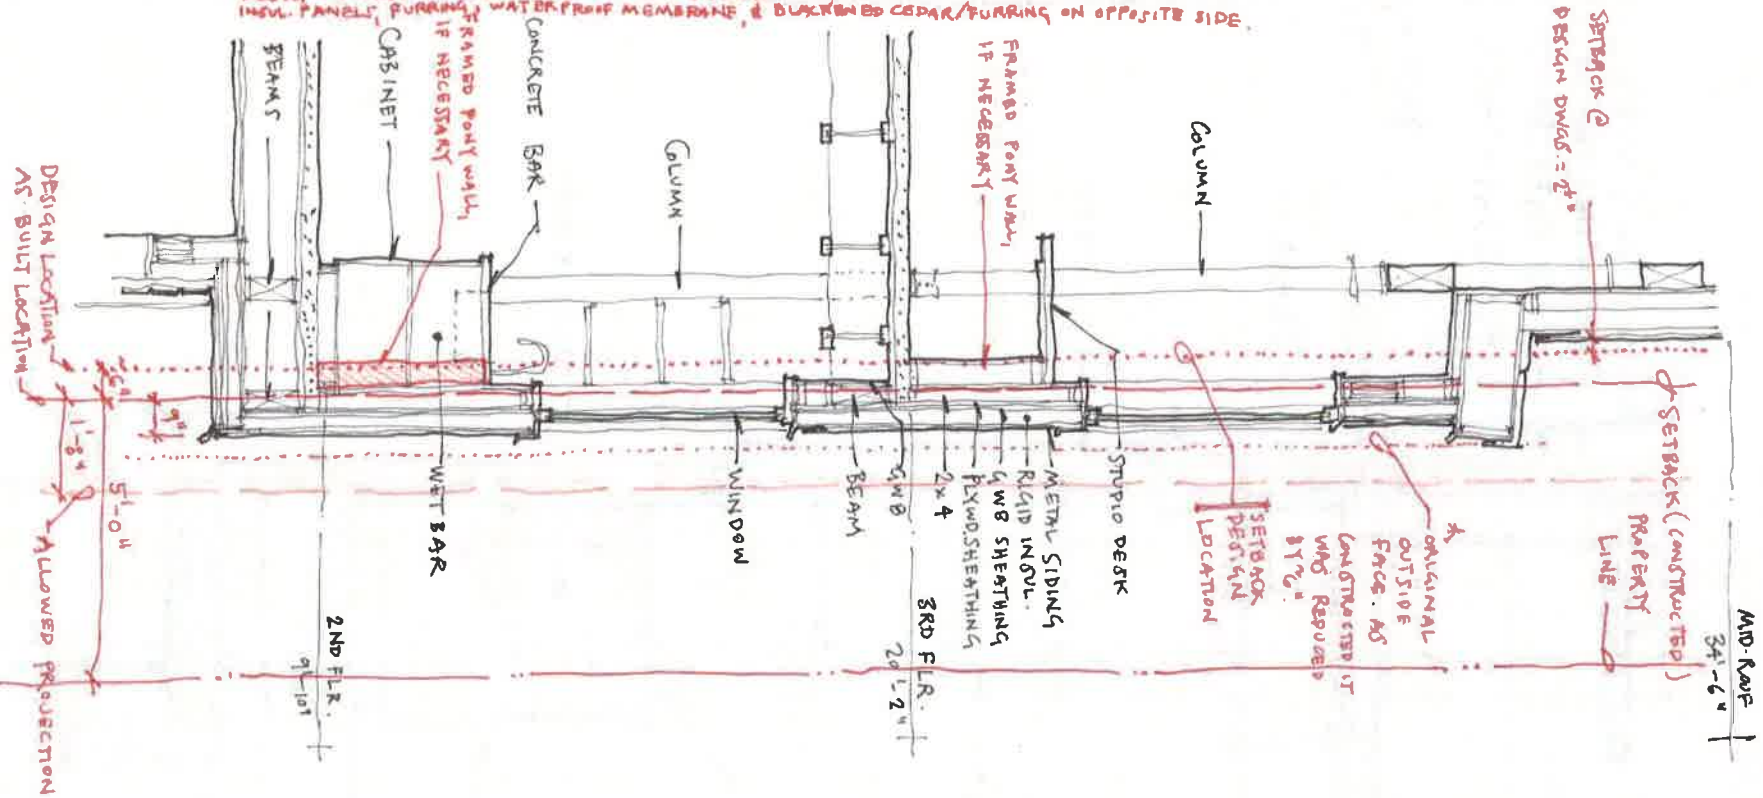 INSUL. PANELS, FURRING, WATERPROOF MEMBRANE, & BLACKENED CEDAR/FURRING ON OPPOSITE SIDE.
SETBACK @
DESIGN DWGS. =
MID-ROOF
34'-6"
SETBACK (CONSTRUCTED)
PROPERTY
LINE
* ORIGINAL
OUTSIDE
FACE. AS
CONSTRUCTED IT
WAS REDUCED
BY ~6"
SETBACK
DESIGN
LOCATION
COLUMN
FRAMED PONY WALL,
IF NECESSARY
STUDIO DESK
METAL SIDING
RIGID INSUL.
GWB SHEATHING
PLYWD. SHEATHING
2x4
GWB
BEAM
3RD FLR.
20'-2"
COLUMN
WINDOW
CONCRETE BAR
FRAMED PONY WALL,
IF NECESSARY
CABINET
BEAMS
WET BAR
2ND FLR.
9'-10"
DESIGN LOCATION
AS-BUILT LOCATION
6"
9"
1'-8"
5'-0"
ALLOWED PROJECTION